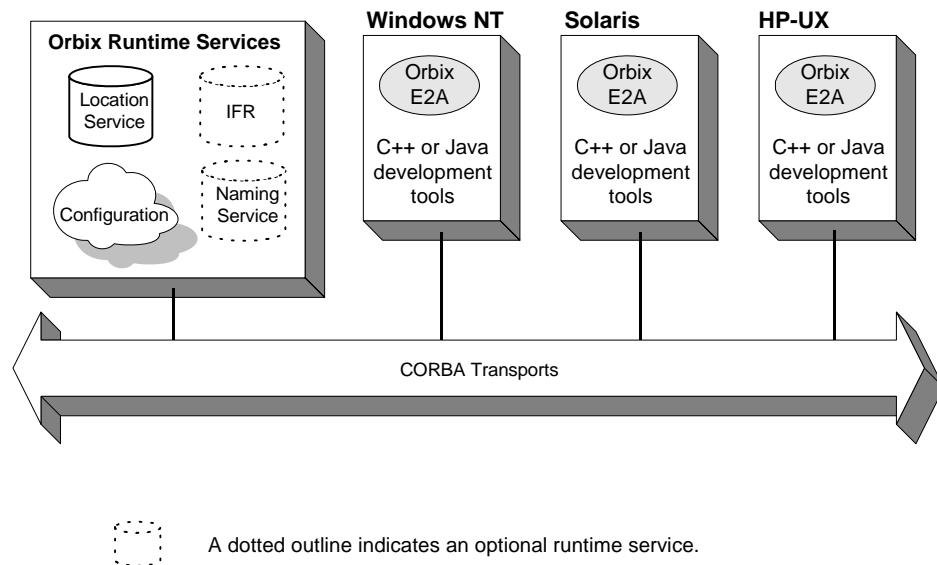 Windows NT
Solaris
HP-UX
Orbix Runtime Services
Location
Service
IFR
Configuration
Naming
Service
Orbix
E2A
C++ or Java
development
tools
Orbix
E2A
C++ or Java
development
tools
Orbix
E2A
C++ or Java
development
tools
CORBA Transports
A dotted outline indicates an optional runtime service.